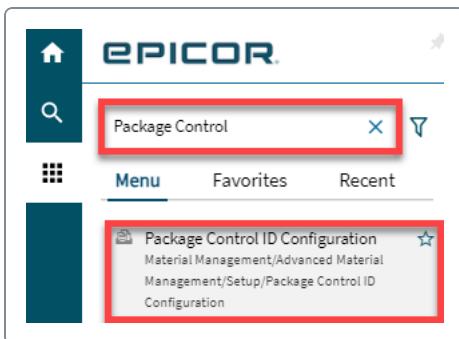 EPICOR.
Package Control
Menu Favorites Recent
Package Control ID Configuration
Material Management/Advanced Material
Management/Setup/Package Control ID
Configuration